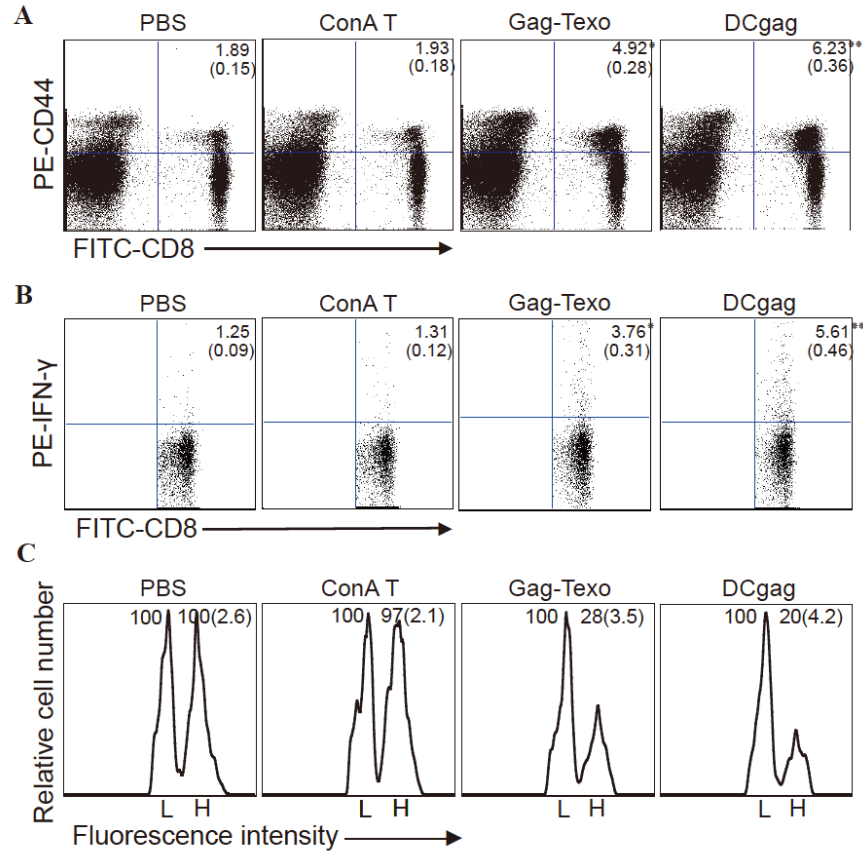 A
PBS
ConA T
Gag-Texo
DCgag
PE-CD44
1.89
(0.15)
1.93
(0.18)
4.92*
(0.28)
6.23**
(0.36)
FITC-CD8
B
PBS
ConA T
Gag-Texo
DCgag
PE-IFN-γ
1.25
(0.09)
1.31
(0.12)
3.76*
(0.31)
5.61**
(0.46)
FITC-CD8
C
PBS
ConA T
Gag-Texo
DCgag
Relative cell number
100 100(2.6)
100 97(2.1)
100 28(3.5)
100 20(4.2)
L H
L H
L H
L H
Fluorescence intensity